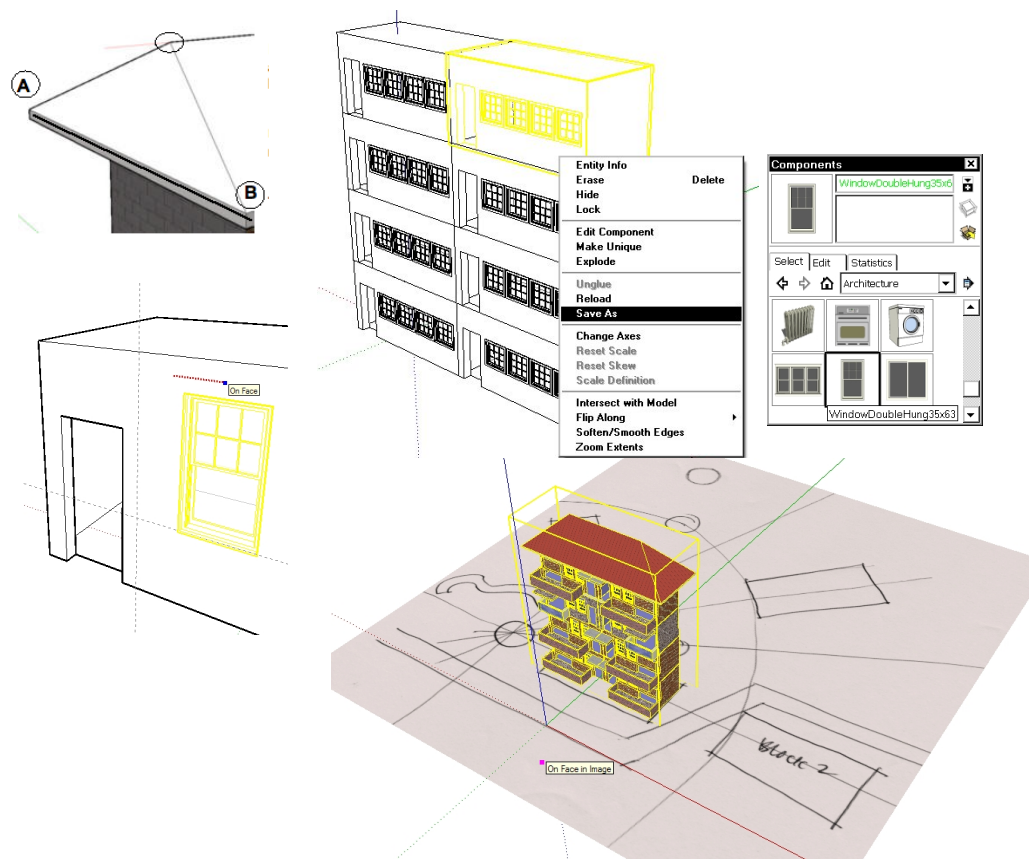 A
B
Entity Info
Erase Delete
Hide
Lock
Edit Component
Make Unique
Explode
Unglue
Reload
Save As
Change Axes
Reset Scale
Reset Skew
Scale Definition
Intersect with Model
Flip Along
Soften/Smooth Edges
Zoom Extents
Components
WindowDoubleHung35x6
Select Edit Statistics
Architecture
WindowDoubleHung35x63
On Face
On Face in Image
Block 2